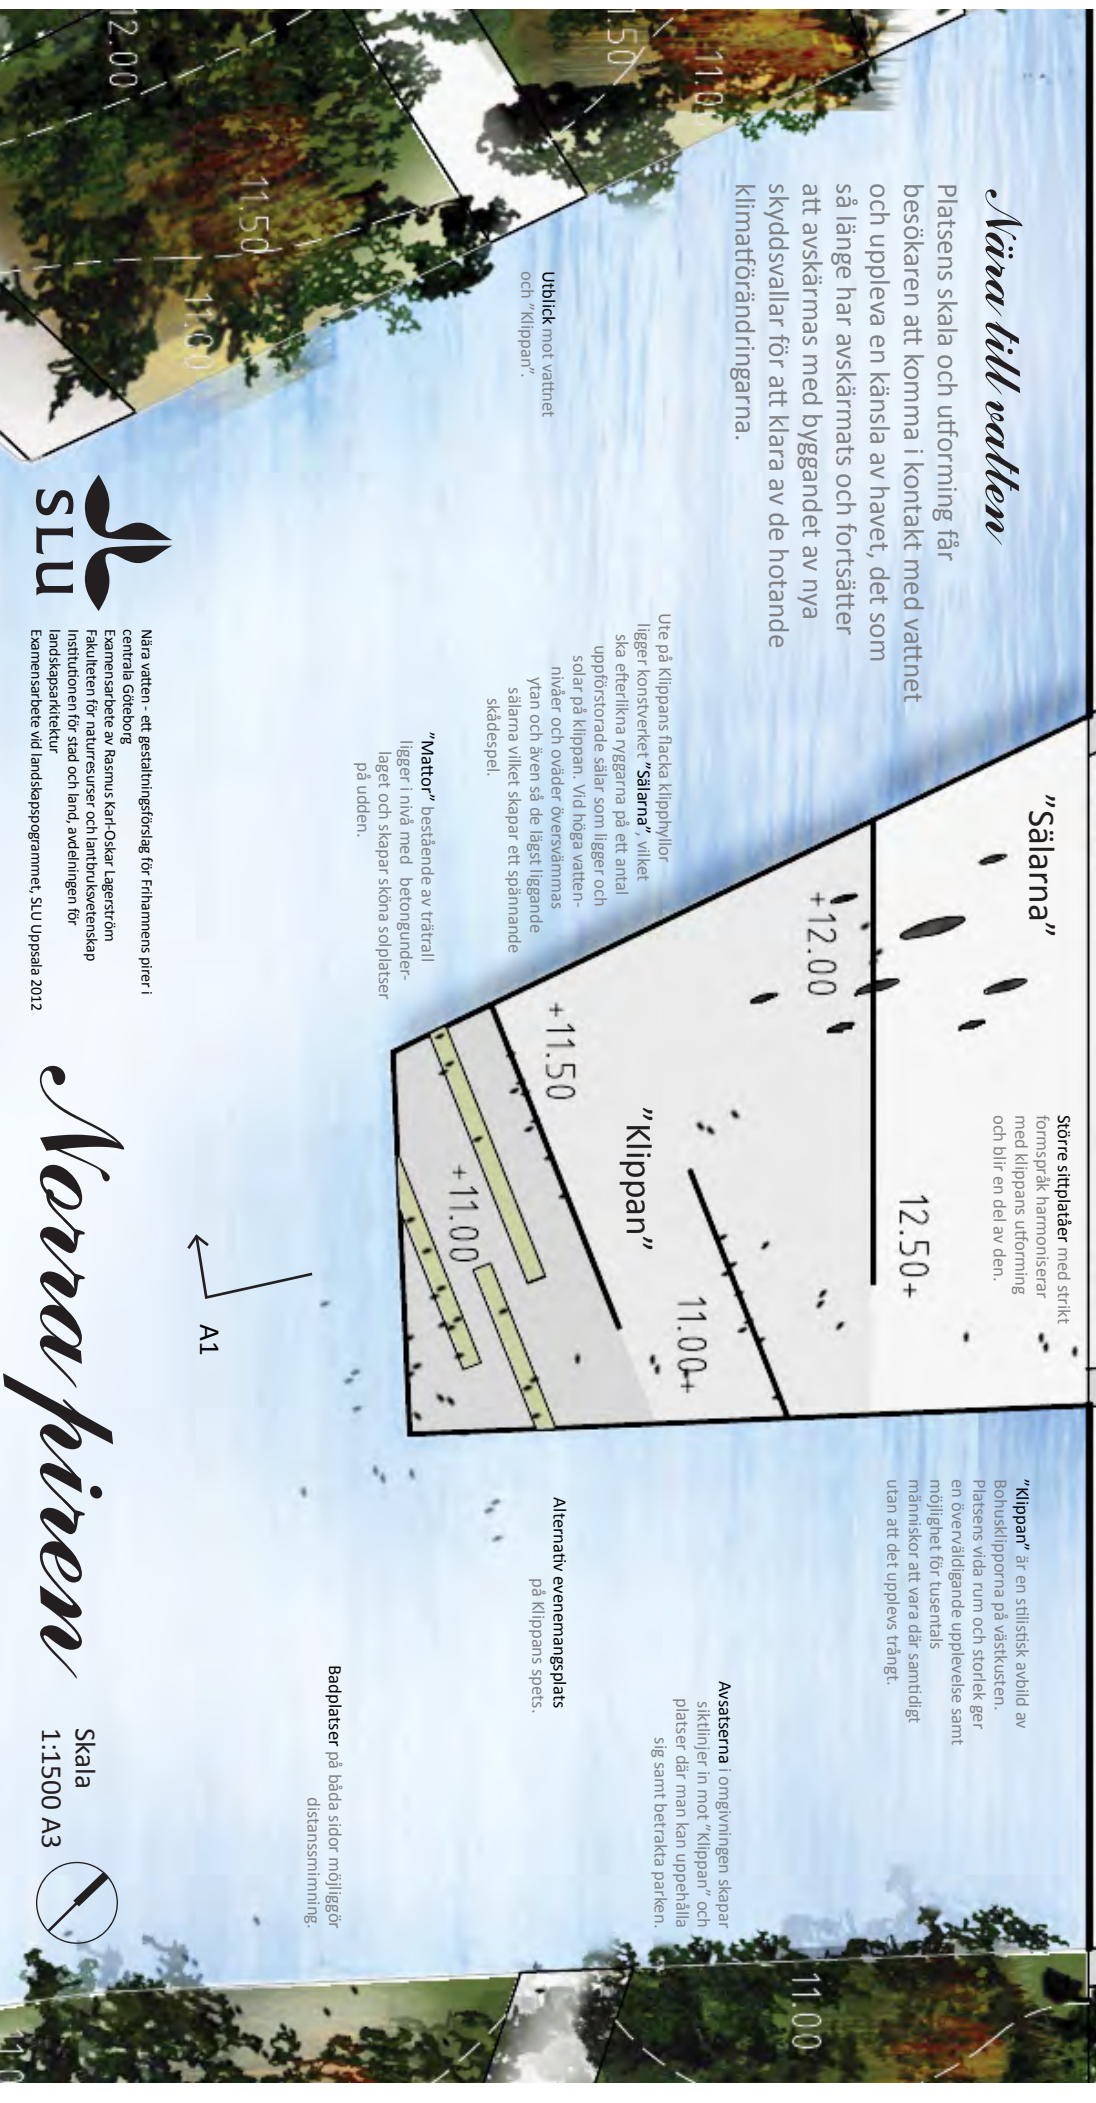 Nära till vatten
Platsens skala och utforming får
besökaren att komma i kontakt med vattnet
och uppleva en känsla av havet, det som
så länge har avskärmats och fortsätter
att avskärmas med byggandet av nya
skyddsvallar för att klara av de hotande
klimatförändringarna.
Utblick mot vattnet
och "Klippan".
Ute på Klippans flacka klipphyllor
ligger konstverket "Sälarna", vilket
ska efterlikna ryggarna på ett antal
uppförstorade sälar som ligger och
solar på klippan. Vid höga vatten-
nivåer och oväder översvämmas
ytan och även så de lägst liggande
sälarna vilket skapar ett spännande
skådespel.
"Mattor" bestående av trätrall
ligger i nivå med betongunder-
laget och skapar sköna solplatser
på udden.
"Sälarna"
Större sittplatåer med strikt
formspråk harmoniserar
med klippans utforming
och blir en del av den.
+12.00
12.50+
+11.50
"Klippan"
11.00+
+11.00
"Klippan" är en stilistisk avbild av
Bohusklipporna på västkusten.
Platsens vida rum och storlek ger
en överväldigande upplevelse samt
möjlighet för tusentals
människor att vara där samtidigt
utan att det upplevs trångt.
Avsatserna i omgivningen skapar
siktlinjer in mot "Klippan" och
platser där man kan uppehålla
sig samt betrakta parken.
Alternativ evenemangsplats
på Klippans spets.
Badplatser på båda sidor möjliggör
distanssmimning.
A1
12.00
11.50
11.00
11.0
1.50
11.00
11.0
SLU
Nära vatten - ett gestaltningsförslag för Frihamnens pirer i
centrala Göteborg
Examensarbete av Rasmus Karl-Oskar Lagerström
Fakulteten för naturresurser och lantbruksvetenskap
Institutionen för stad och land, avdelningen för
landskapsarkitektur
Examensarbete vid landskapspogrammet, SLU Uppsala 2012
Norra piren
Skala
1:1500 A3